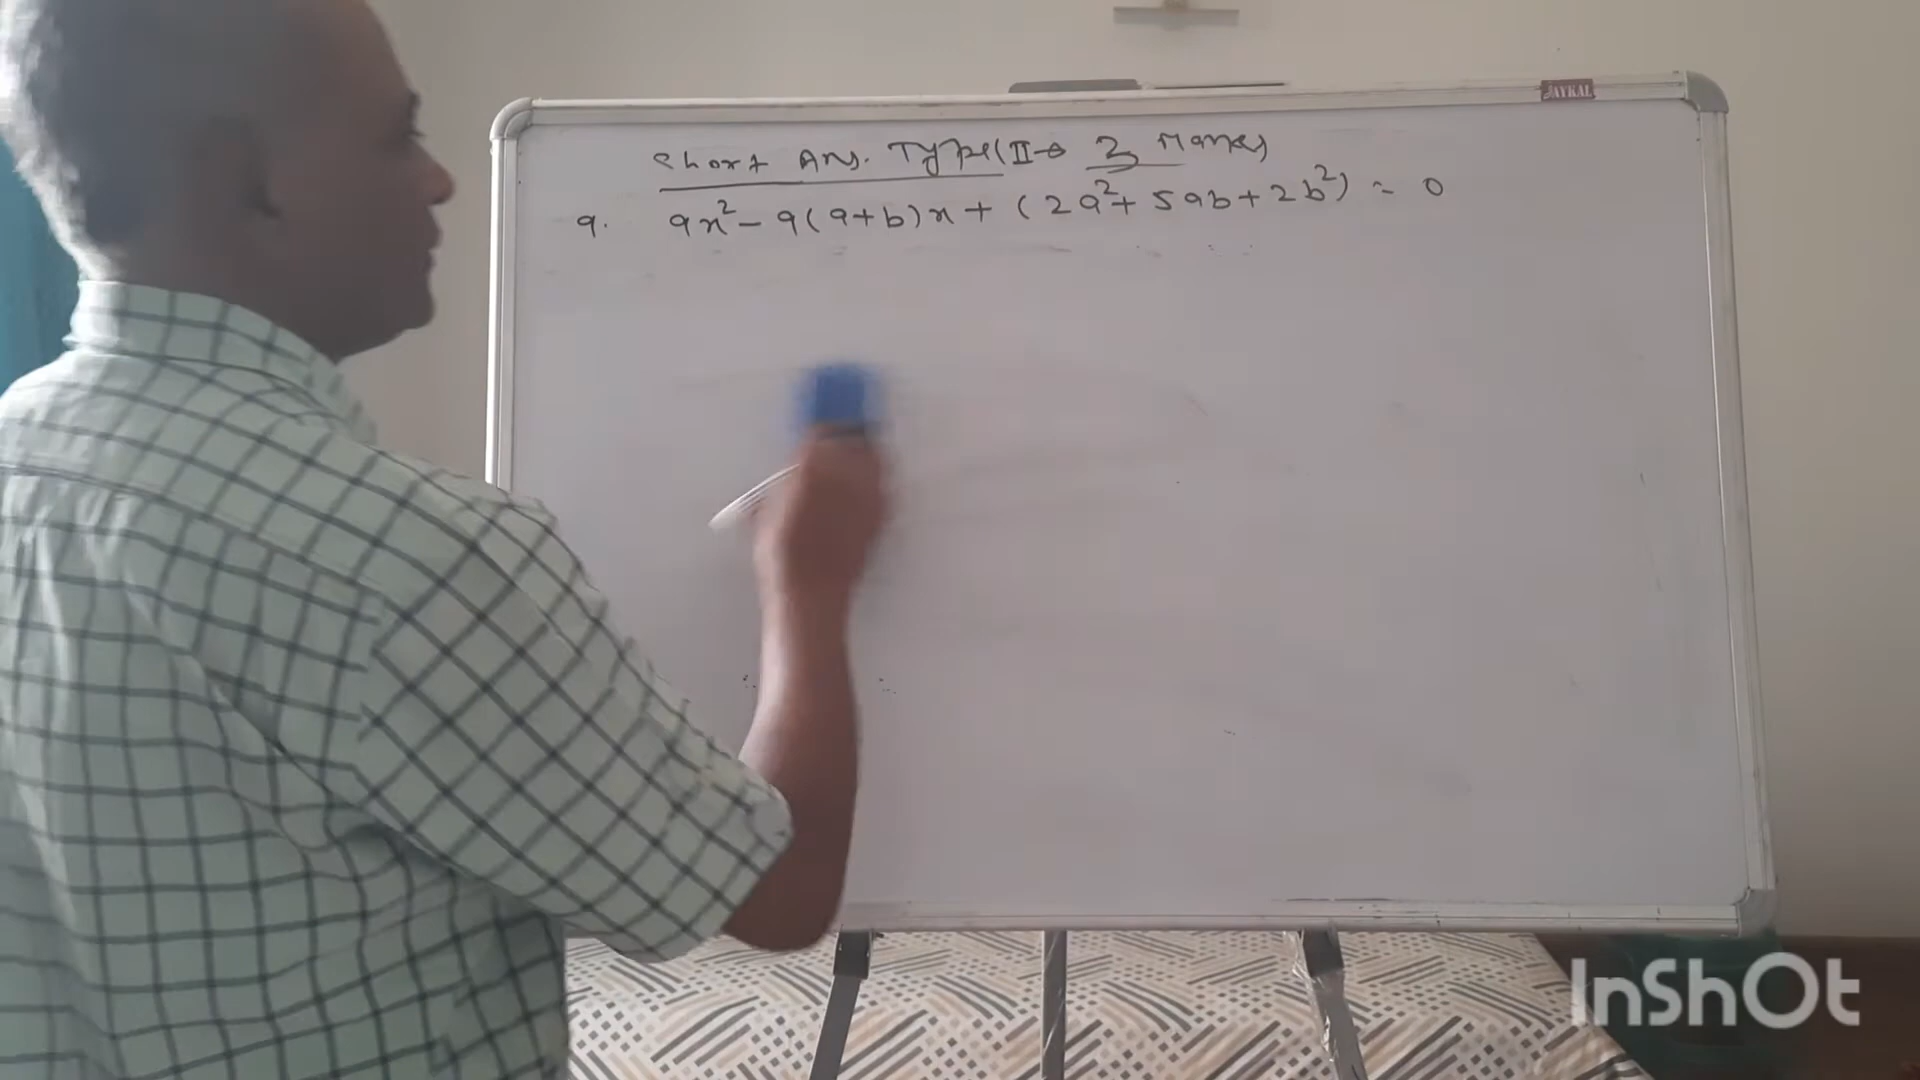 JAYKAL
Short Ans. Type (II → 3 Marks)
9. 9x² - 9(a+b)x + (2a² + 5ab + 2b²) = 0
InShOt